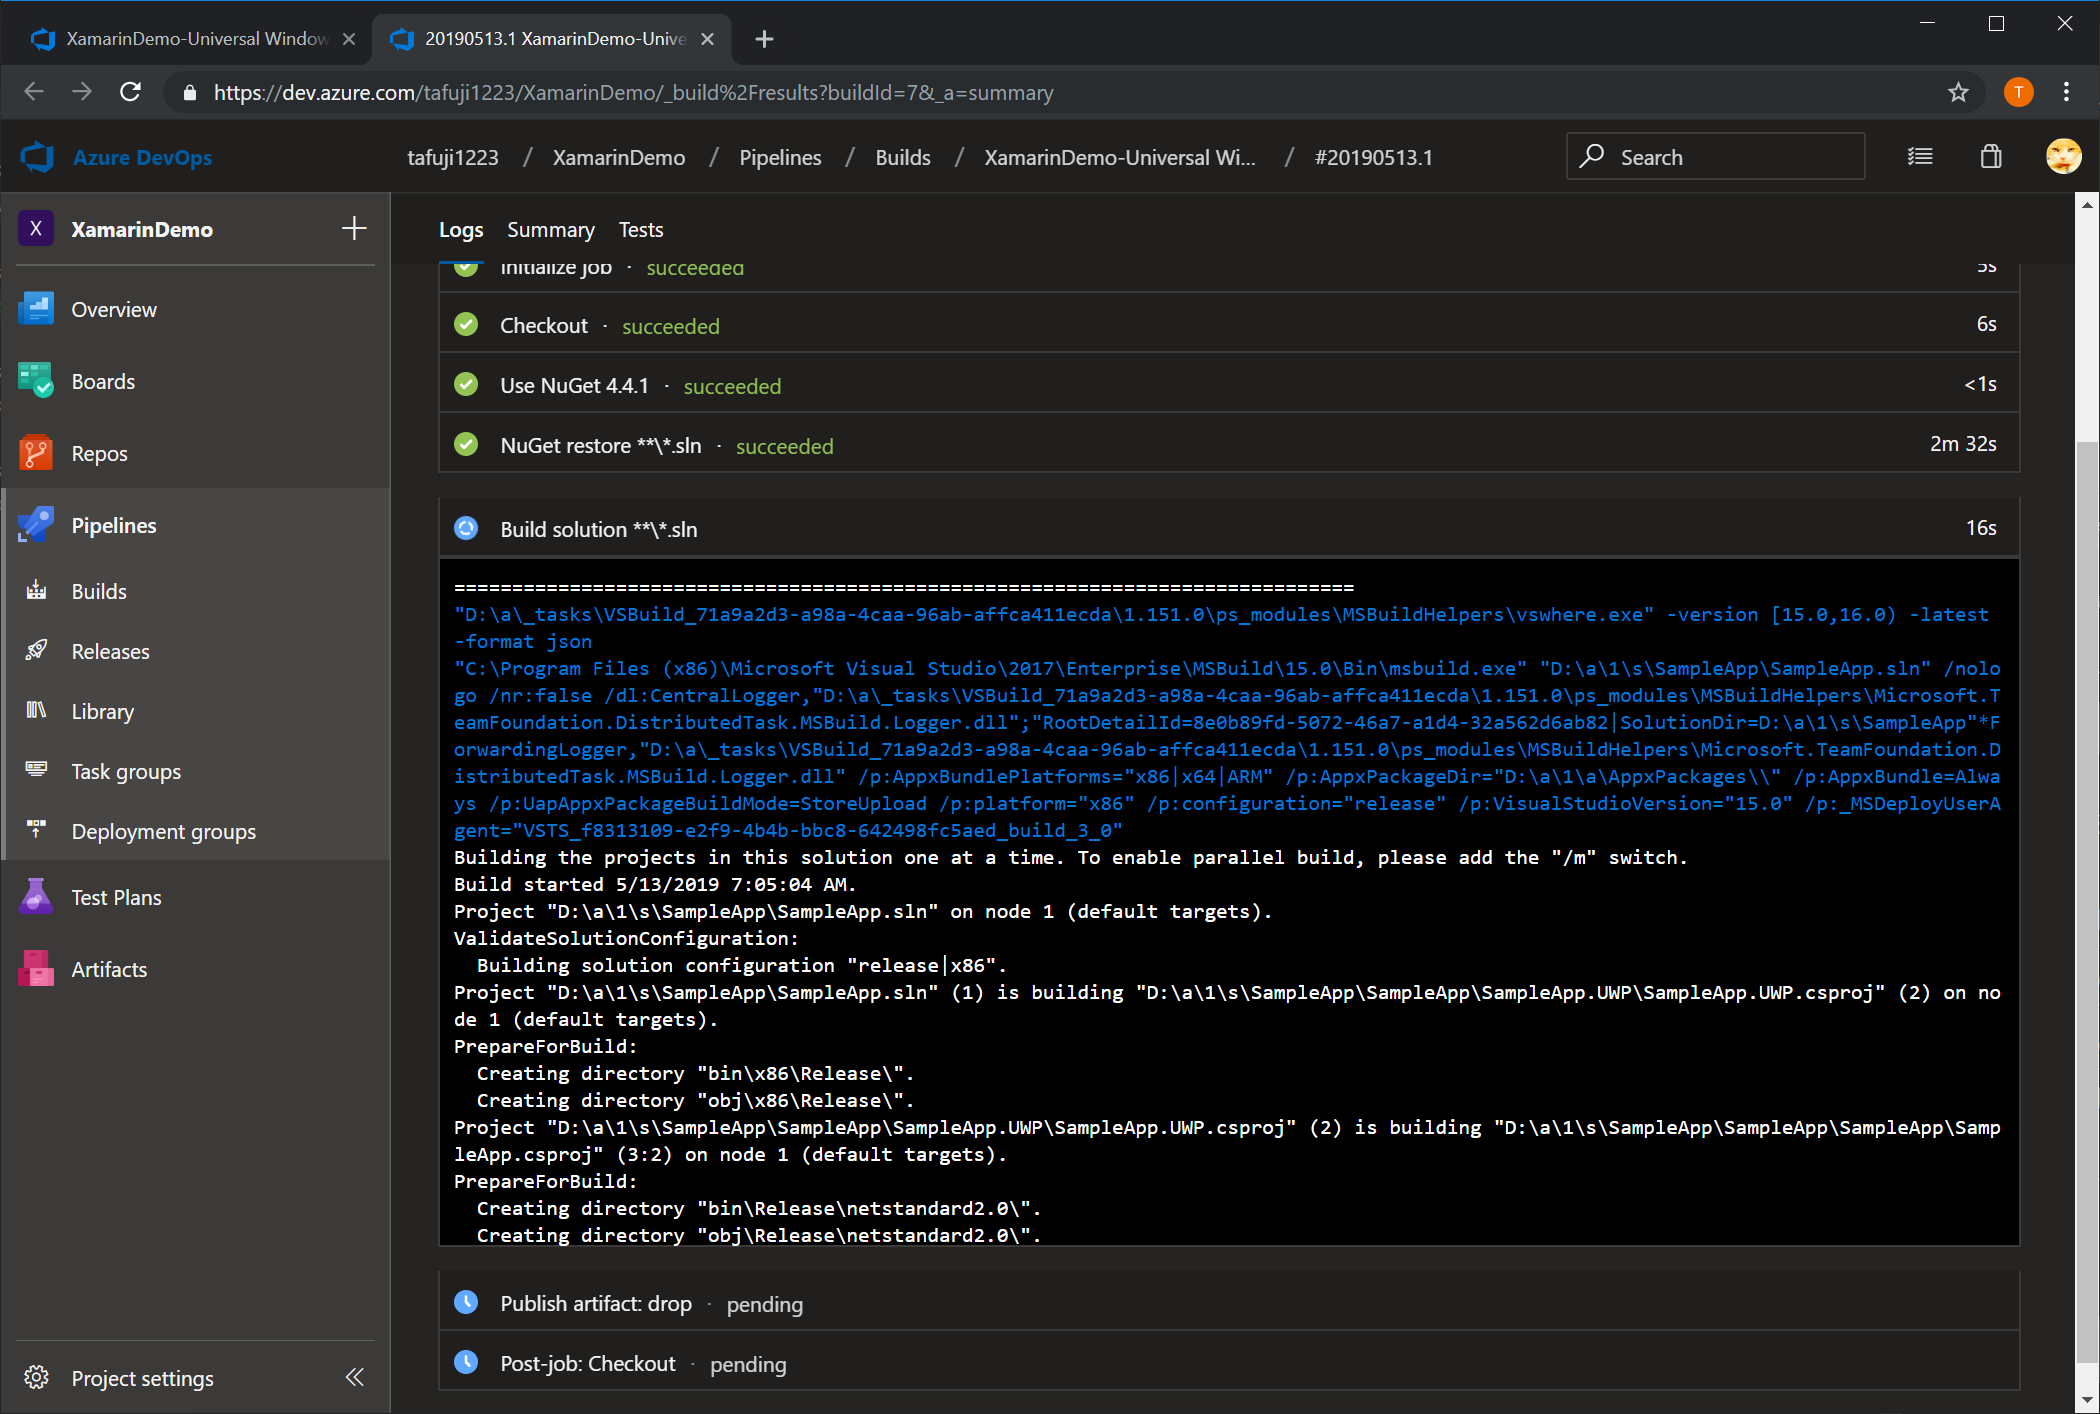 XamarinDemo-Universal Window
20190513.1 XamarinDemo-Unive
https://dev.azure.com/tafuji1223/XamarinDemo/_build%2Fresults?buildId=7&_a=summary
T
Azure DevOps
tafuji1223 / XamarinDemo / Pipelines / Builds / XamarinDemo-Universal Wi... / #20190513.1
Search
X XamarinDemo
Overview
Boards
Repos
Pipelines
Builds
Releases
Library
Task groups
Deployment groups
Test Plans
Artifacts
Project settings
Logs Summary Tests
Initialize job · succeeded 5s
Checkout · succeeded 6s
Use NuGet 4.4.1 · succeeded <1s
NuGet restore **\*.sln · succeeded 2m 32s
Build solution **\*.sln 16s
==============================================================================
"D:\a\_tasks\VSBuild_71a9a2d3-a98a-4caa-96ab-affca411ecda\1.151.0\ps_modules\MSBuildHelpers\vswhere.exe" -version [15.0,16.0) -latest
-format json
"C:\Program Files (x86)\Microsoft Visual Studio\2017\Enterprise\MSBuild\15.0\Bin\msbuild.exe" "D:\a\1\s\SampleApp\SampleApp.sln" /nolo
go /nr:false /dl:CentralLogger,"D:\a\_tasks\VSBuild_71a9a2d3-a98a-4caa-96ab-affca411ecda\1.151.0\ps_modules\MSBuildHelpers\Microsoft.T
eamFoundation.DistributedTask.MSBuild.Logger.dll";"RootDetailId=8e0b89fd-5072-46a7-a1d4-32a562d6ab82|SolutionDir=D:\a\1\s\SampleApp"*F
orwardingLogger,"D:\a\_tasks\VSBuild_71a9a2d3-a98a-4caa-96ab-affca411ecda\1.151.0\ps_modules\MSBuildHelpers\Microsoft.TeamFoundation.D
istributedTask.MSBuild.Logger.dll" /p:AppxBundlePlatforms="x86|x64|ARM" /p:AppxPackageDir="D:\a\1\a\AppxPackages\\" /p:AppxBundle=Alwa
ys /p:UapAppxPackageBuildMode=StoreUpload /p:platform="x86" /p:configuration="release" /p:VisualStudioVersion="15.0" /p:_MSDeployUserA
gent="VSTS_f8313109-e2f9-4b4b-bbc8-642498fc5aed_build_3_0"
Building the projects in this solution one at a time. To enable parallel build, please add the "/m" switch.
Build started 5/13/2019 7:05:04 AM.
Project "D:\a\1\s\SampleApp\SampleApp.sln" on node 1 (default targets).
ValidateSolutionConfiguration:
Building solution configuration "release|x86".
Project "D:\a\1\s\SampleApp\SampleApp.sln" (1) is building "D:\a\1\s\SampleApp\SampleApp\SampleApp.UWP\SampleApp.UWP.csproj" (2) on no
de 1 (default targets).
PrepareForBuild:
Creating directory "bin\x86\Release\".
Creating directory "obj\x86\Release\".
Project "D:\a\1\s\SampleApp\SampleApp\SampleApp.UWP\SampleApp.UWP.csproj" (2) is building "D:\a\1\s\SampleApp\SampleApp\SampleApp\Samp
leApp.csproj" (3:2) on node 1 (default targets).
PrepareForBuild:
Creating directory "bin\Release\netstandard2.0\".
Creating directory "obj\Release\netstandard2.0\".
Publish artifact: drop · pending
Post-job: Checkout · pending